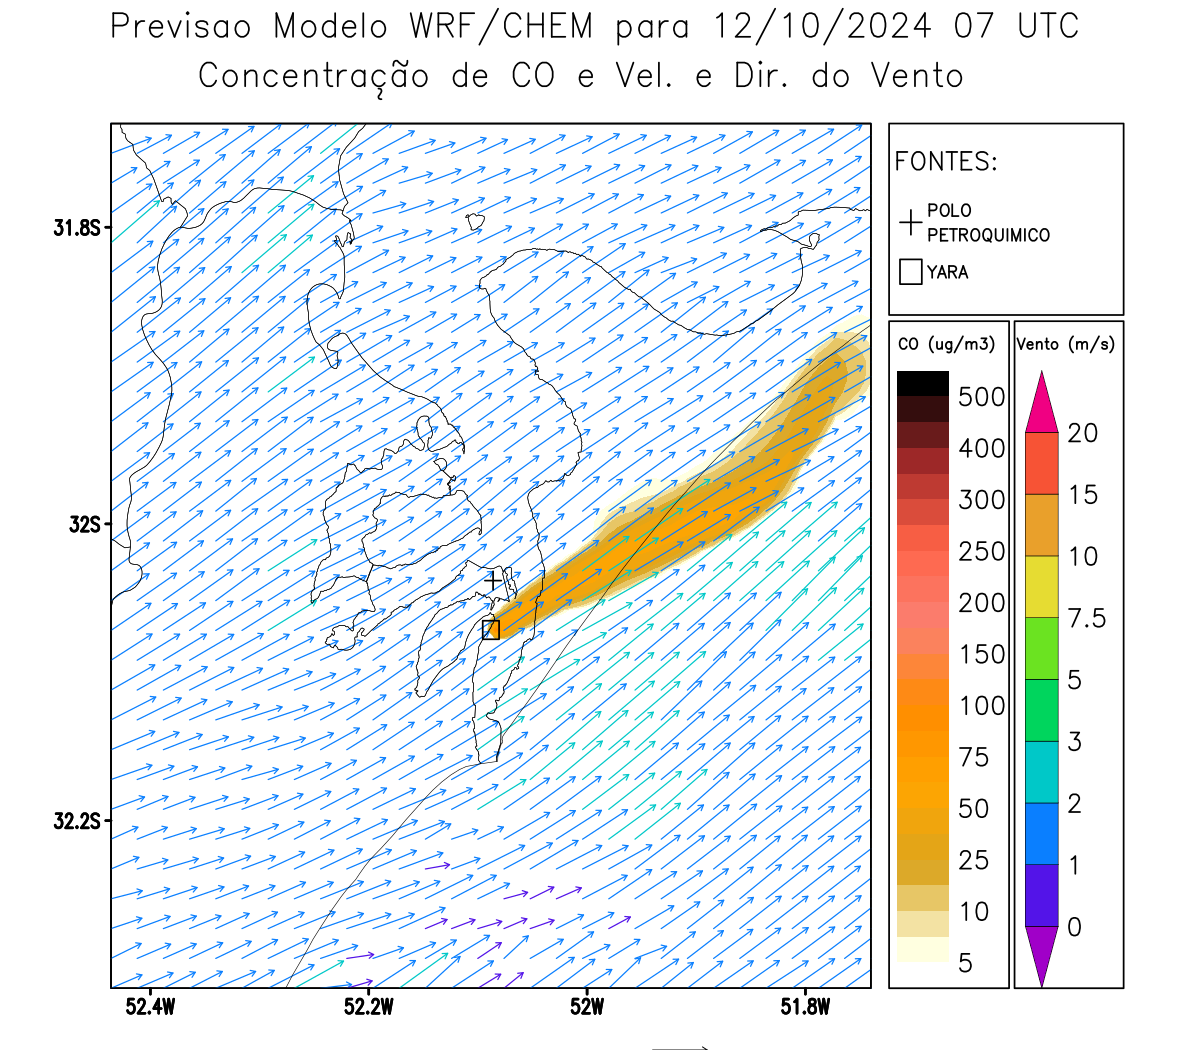 Previsao Modelo WRF/CHEM para 12/10/2024 07 UTC
Concentração de CO e Vel. e Dir. do Vento
FONTES:
POLO
PETROQUIMICO
YARA
CO (ug/m3)
500
400
300
250
200
150
100
75
50
25
10
5
Vento (m/s)
20
15
10
7.5
5
3
2
1
0
31.8S
32S
32.2S
52.4W
52.2W
52W
51.8W